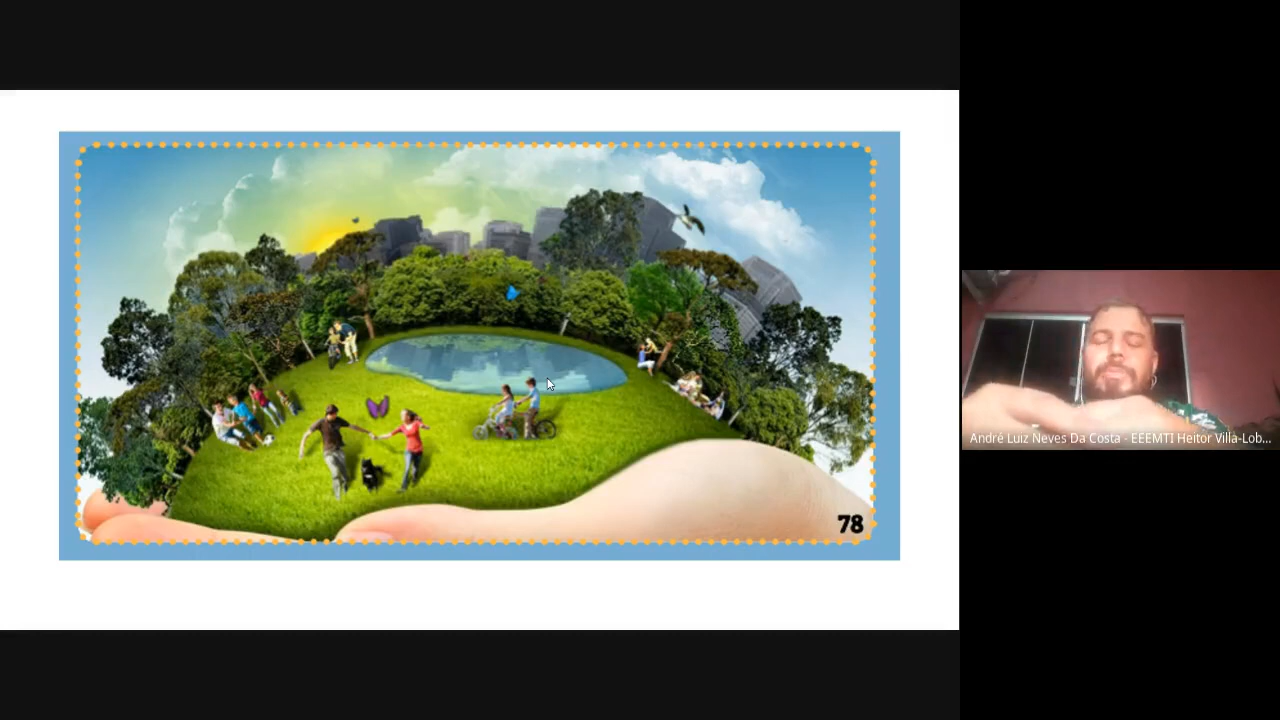 78
André Luiz Neves Da Costa - EEEMTI Heitor Villa-Lob...